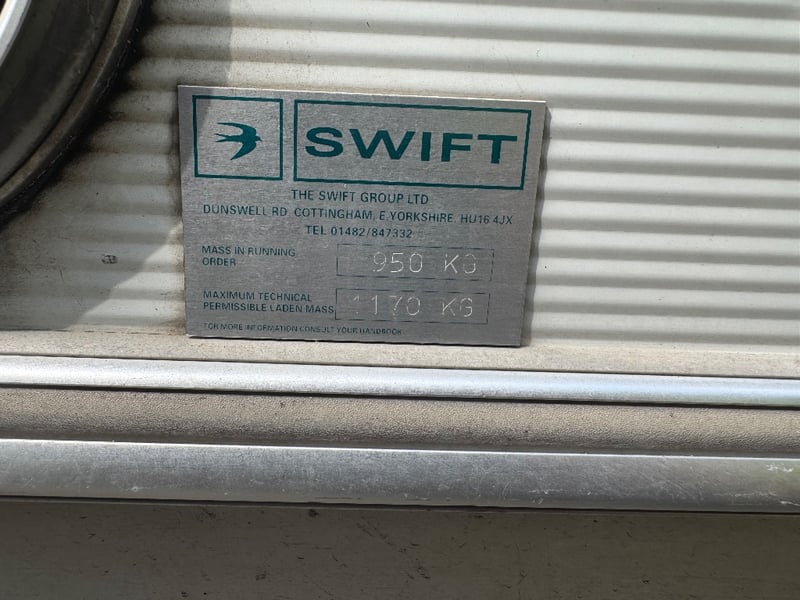 SWIFT
THE SWIFT GROUP LTD
DUNSWELL RD. COTTINGHAM, E.YORKSHIRE. HU16 4JX
TEL 01482/847332
MASS IN RUNNING
ORDER
950 KG
MAXIMUM TECHNICAL
PERMISSIBLE LADEN MASS
1170 KG
FOR MORE INFORMATION CONSULT YOUR HANDBOOK